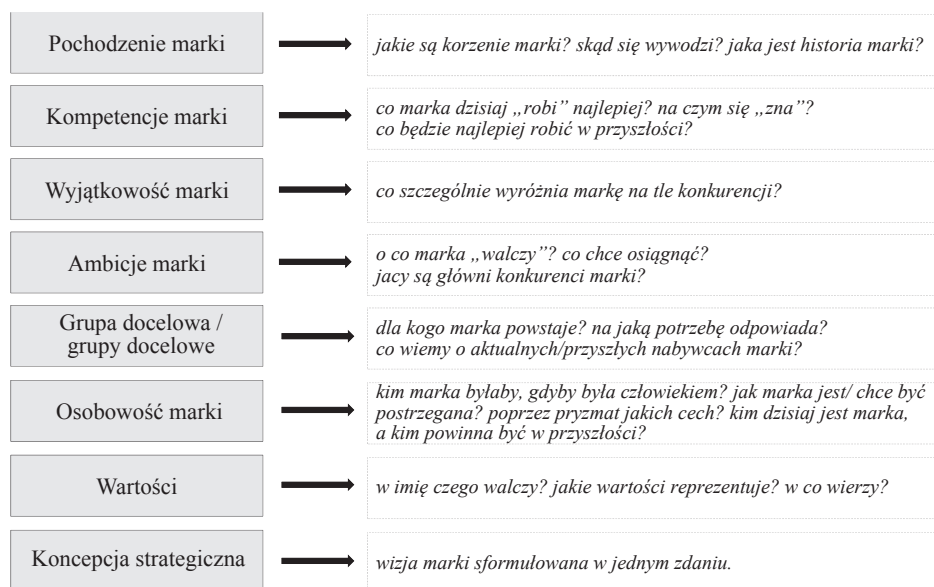 Pochodzenie marki
jakie są korzenie marki? skąd się wywodzi? jaka jest historia marki?
Kompetencje marki
co marka dzisiaj „robi” najlepiej? na czym się „zna”?
co będzie najlepiej robić w przyszłości?
Wyjątkowość marki
co szczególnie wyróżnia markę na tle konkurencji?
Ambicje marki
o co marka „walczy”? co chce osiągnąć?
jacy są główni konkurenci marki?
Grupa docelowa /
grupy docelowe
dla kogo marka powstaje? na jaką potrzebę odpowiada?
co wiemy o aktualnych/przyszłych nabywcach marki?
Osobowość marki
kim marka byłaby, gdyby była człowiekiem? jak marka jest/ chce być
postrzegana? poprzez pryzmat jakich cech? kim dzisiaj jest marka,
a kim powinna być w przyszłości?
Wartości
w imię czego walczy? jakie wartości reprezentuje? w co wierzy?
Koncepcja strategiczna
wizja marki sformułowana w jednym zdaniu.